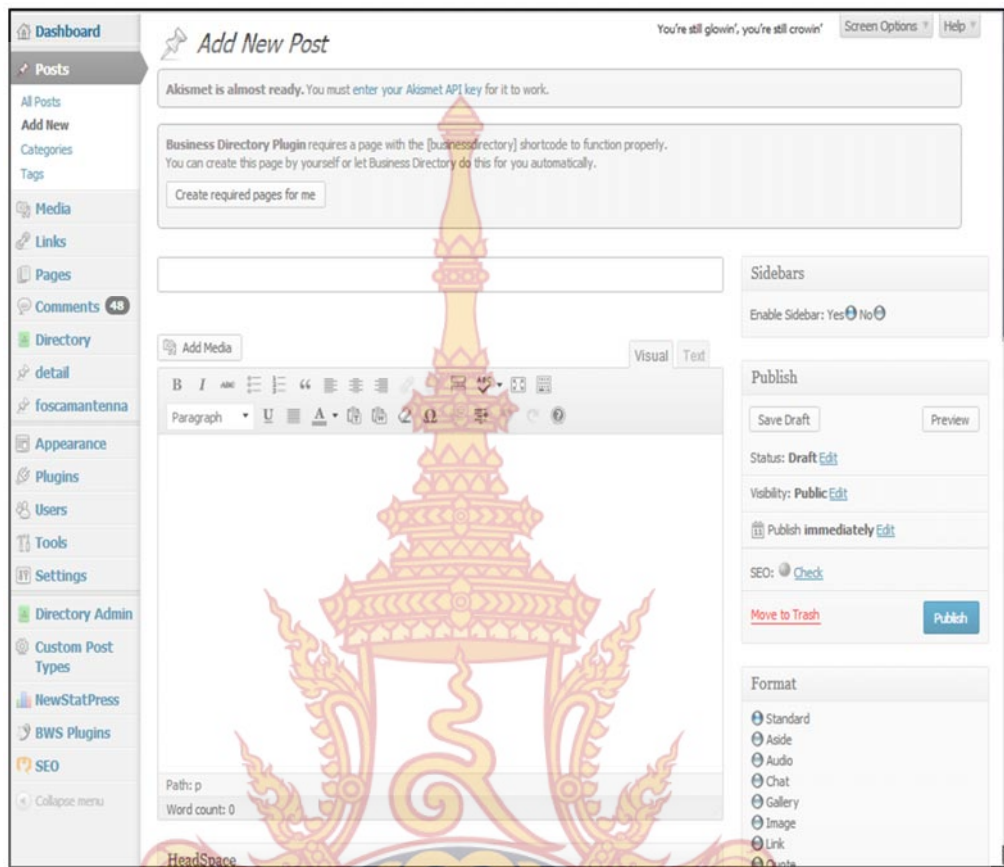 Dashboard
Posts
All Posts
Add New
Categories
Tags
Media
Links
Pages
Comments 48
Directory
detail
foscamantenna
Appearance
Plugins
Users
Tools
Settings
Directory Admin
Custom Post
Types
NewStatPress
BWS Plugins
SEO
Collapse menu
You're still glowin', you're still crowin'
Screen Options
Help
Add New Post
Akismet is almost ready. You must enter your Akismet API key for it to work.
Business Directory Plugin requires a page with the [businessdirectory] shortcode to function properly.
You can create this page by yourself or let Business Directory do this for you automatically.
Create required pages for me
Add Media
Visual Text
B I ABC
Paragraph U A Ω
Path: p
Word count: 0
HeadSpace
Sidebars
Enable Sidebar: Yes No
Publish
Save Draft Preview
Status: Draft Edit
Visibility: Public Edit
Publish immediately Edit
SEO: Check
Move to Trash Publish
Format
Standard
Aside
Audio
Chat
Gallery
Image
Link
Quote